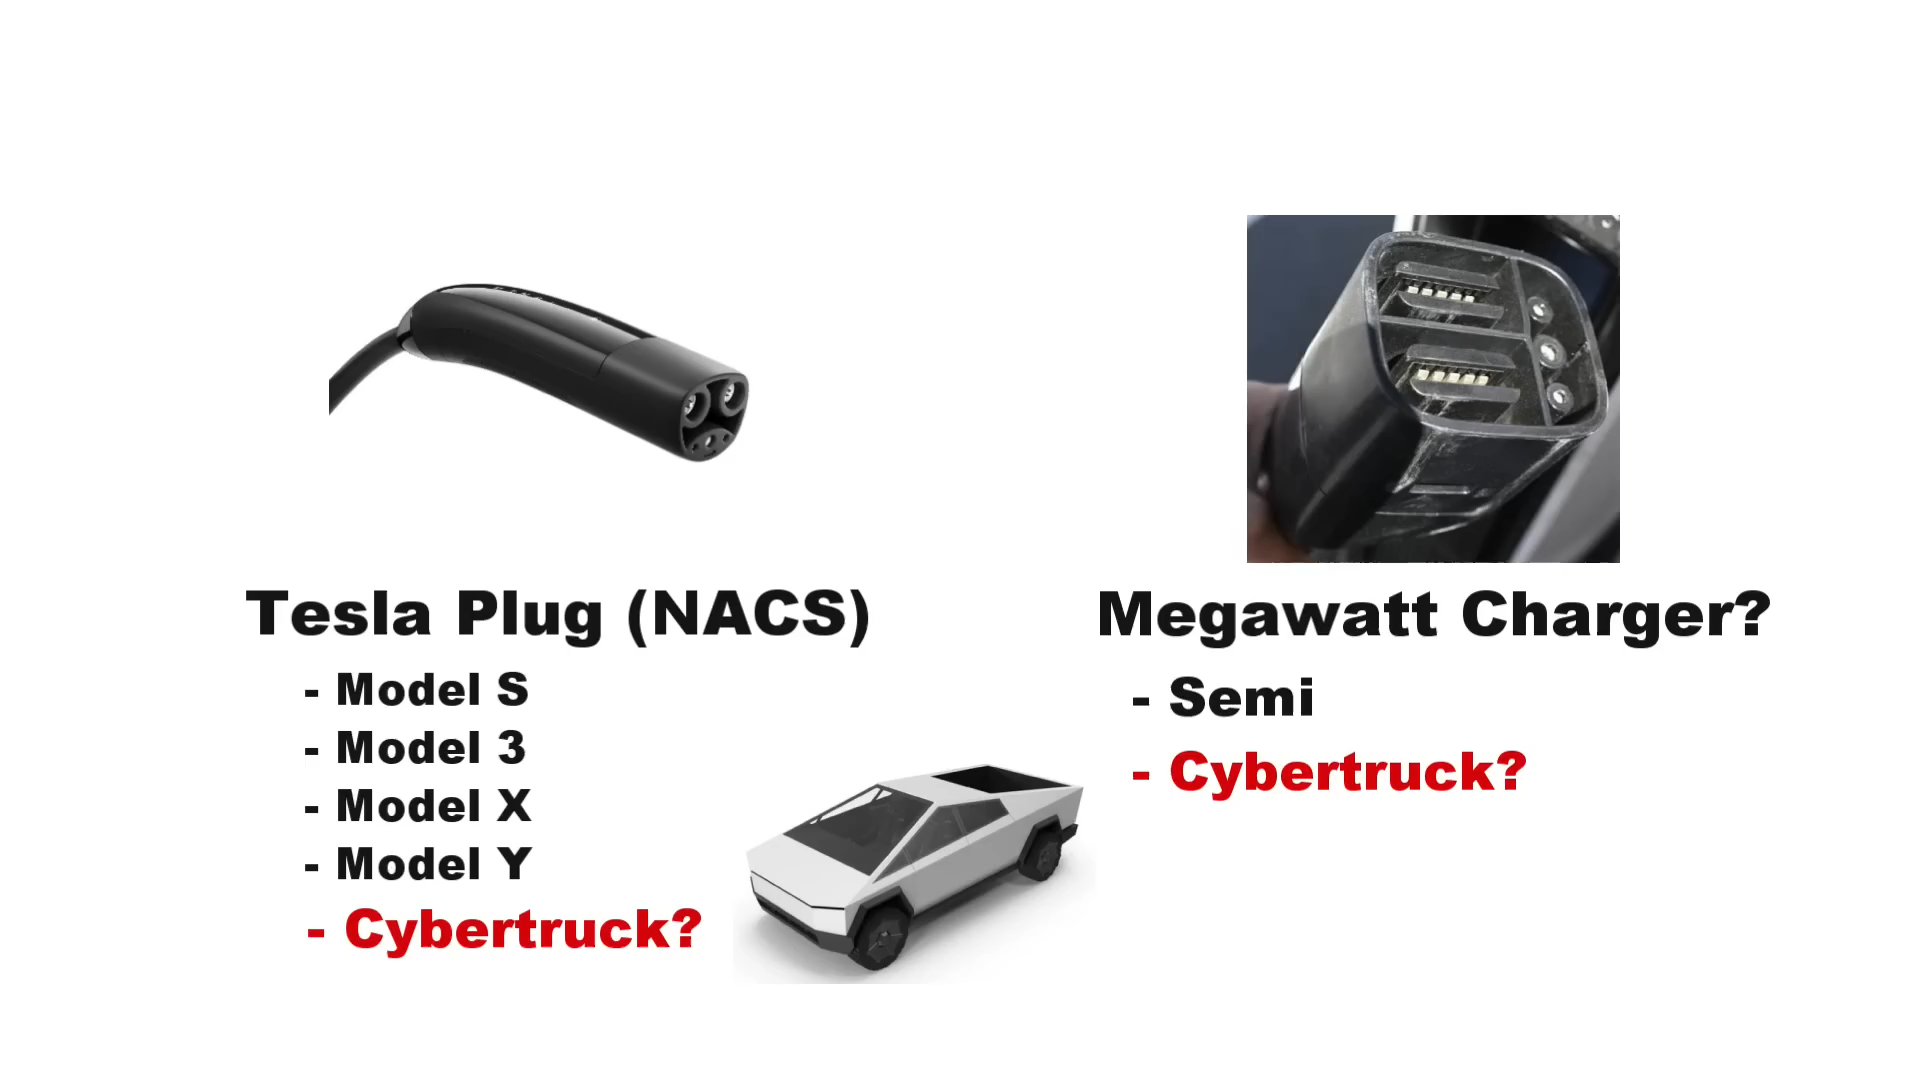 Tesla Plug (NACS)
- Model S
- Model 3
- Model X
- Model Y
- Cybertruck?
Megawatt Charger?
- Semi
- Cybertruck?